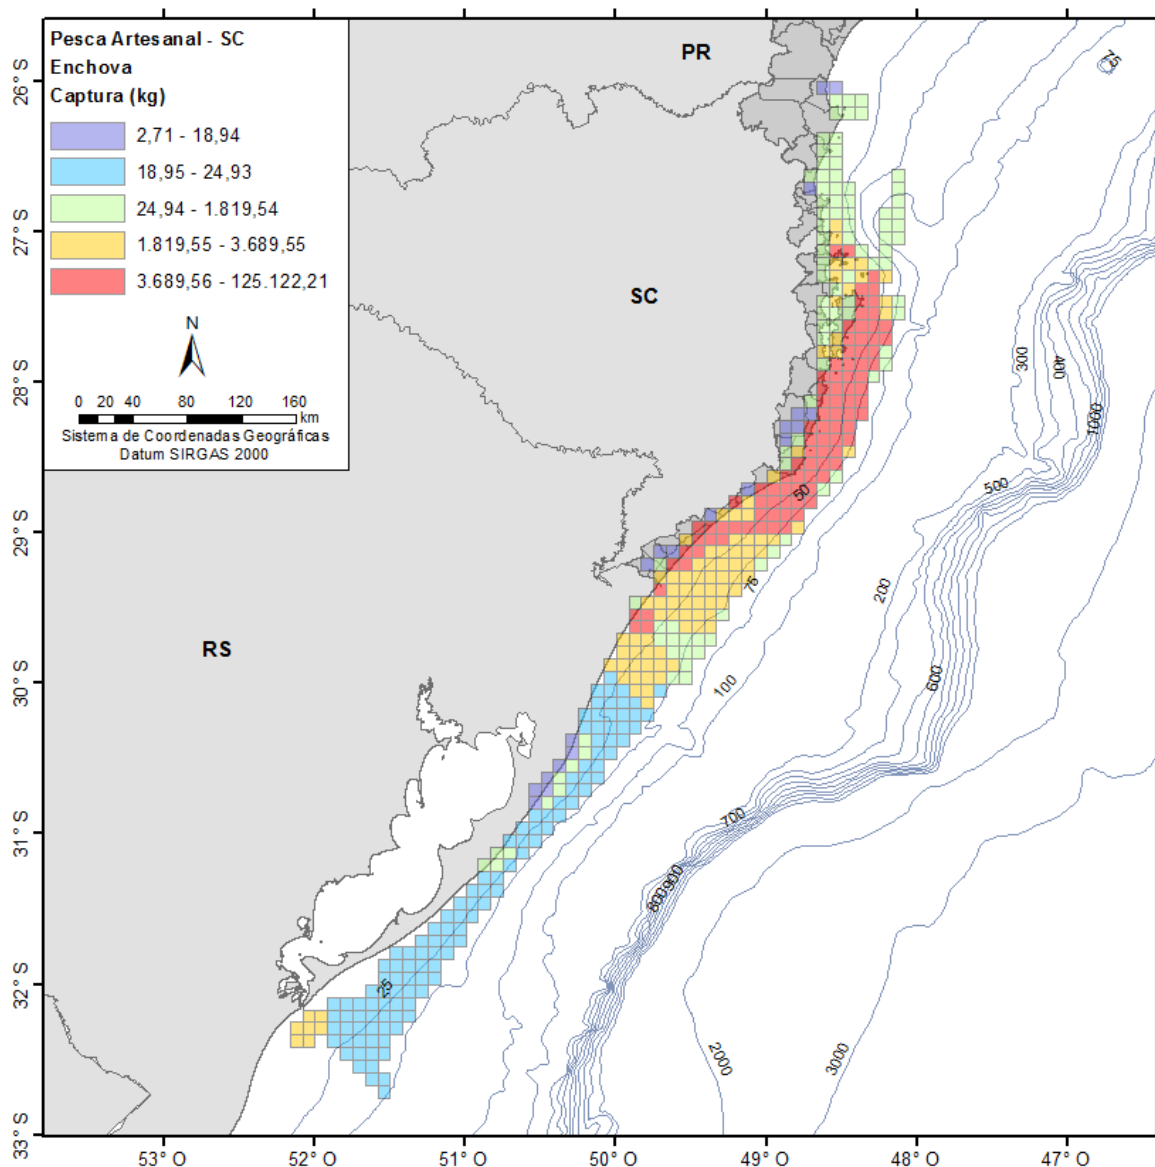 Pesca Artesanal - SC
Enchova
Captura (kg)
2,71 - 18,94
18,95 - 24,93
24,94 - 1.819,54
1.819,55 - 3.689,55
3.689,56 - 125.122,21
N
0 20 40 80 120 160
km
Sistema de Coordenadas Geográficas
Datum SIRGAS 2000
PR
SC
RS
75
300
400
1000
500
50
200
75
600
100
700
900
800
25
2000
3000
26° S
27° S
28° S
29° S
30° S
31° S
32° S
33° S
53° O
52° O
51° O
50° O
49° O
48° O
47° O